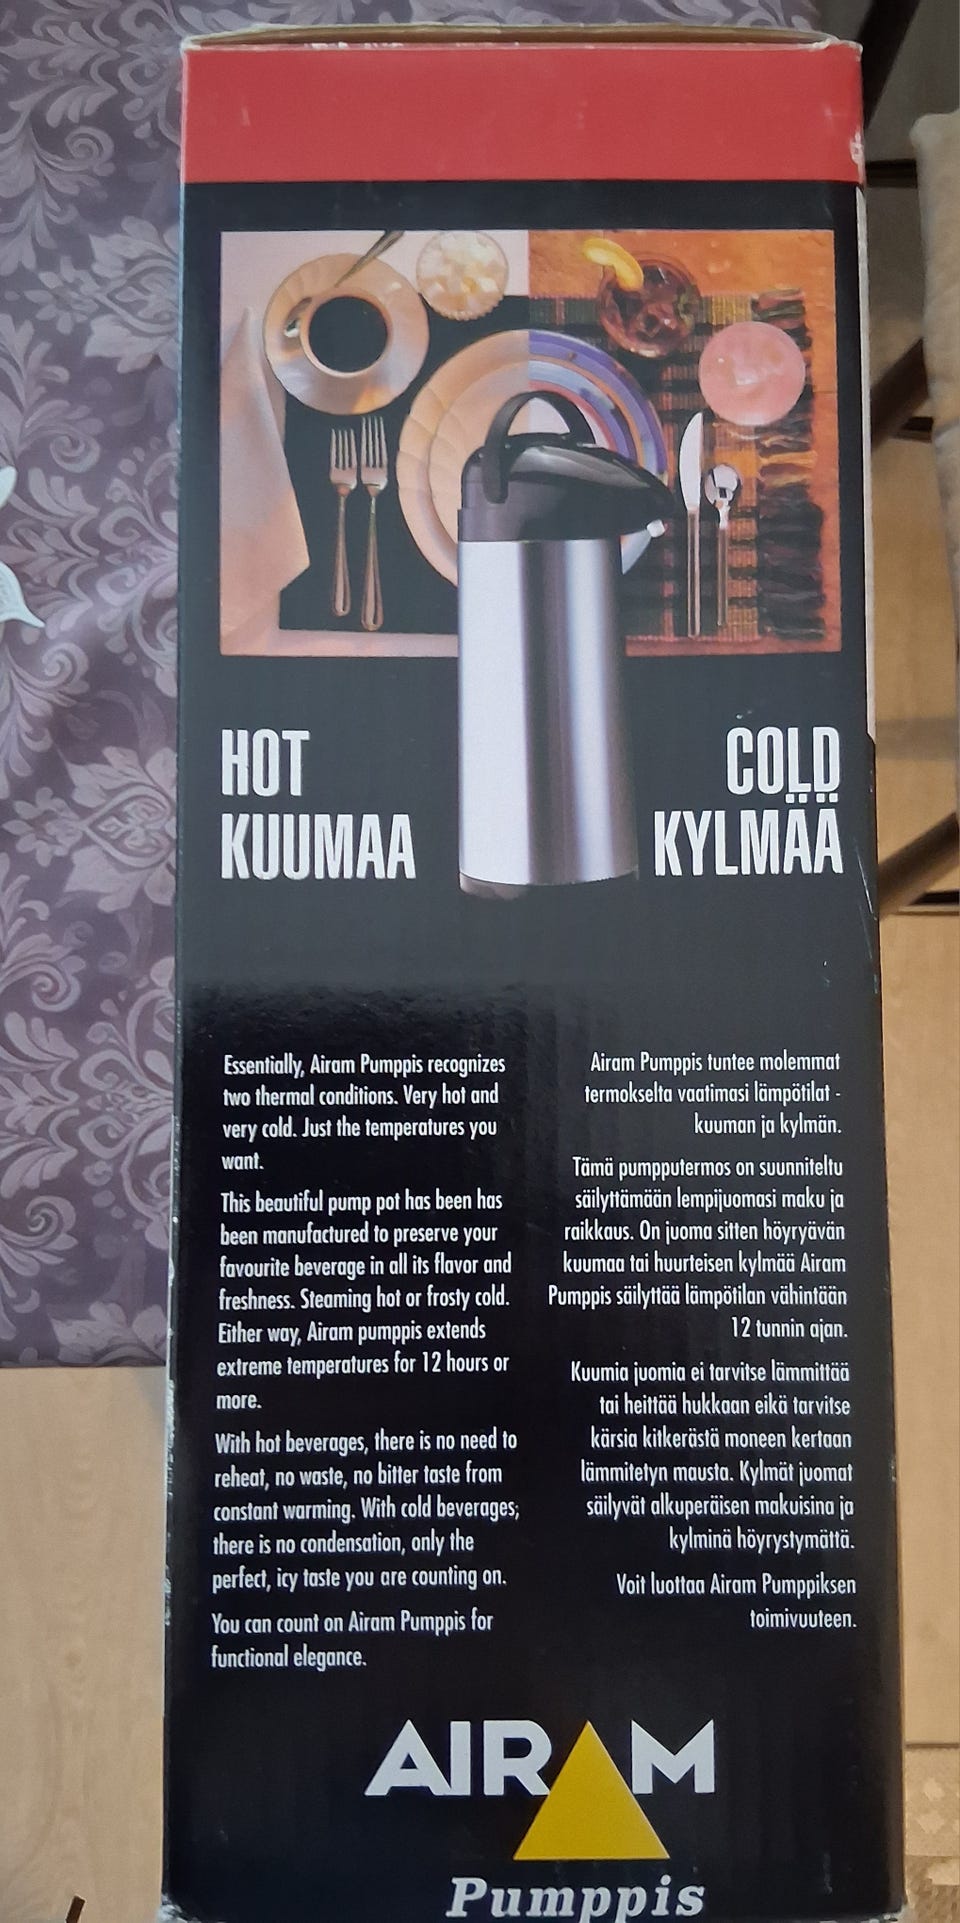 HOT
KUUMAA
COLD
KYLMÄÄ
Essentially, Airam Pumppis recognizes
two thermal conditions. Very hot and
very cold. Just the temperatures you
want.
This beautiful pump pot has been has
been manufactured to preserve your
favourite beverage in all its flavor and
freshness. Steaming hot or frosty cold.
Either way, Airam pumppis extends
extreme temperatures for 12 hours or
more.
With hot beverages, there is no need to
reheat, no waste, no bitter taste from
constant warming. With cold beverages;
there is no condensation, only the
perfect, icy taste you are counting on.
You can count on Airam Pumppis for
functional elegance.
Airam Pumppis tuntee molemmat
termokselta vaatimasi lämpötilat -
kuuman ja kylmän.
Tämä pumpputermos on suunniteltu
säilyttämään lempijuomasi maku ja
raikkaus. On juoma sitten höyryävän
kuumaa tai huurteisen kylmää Airam
Pumppis säilyttää lämpötilan vähintään
12 tunnin ajan.
Kuumia juomia ei tarvitse lämmittää
tai heittää hukkaan eikä tarvitse
kärsia kitkerästä moneen kertaan
lämmitetyn mausta. Kylmät juomat
säilyvät alkuperäisen makuisina ja
kylminä höyrystymättä.
Voit luottaa Airam Pumppiksen
toimivuuteen.
AIRAM
Pumppis